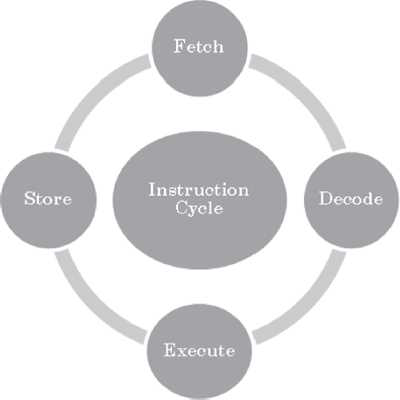 Fetch
Store
Instruction
Cycle
Decode
Execute